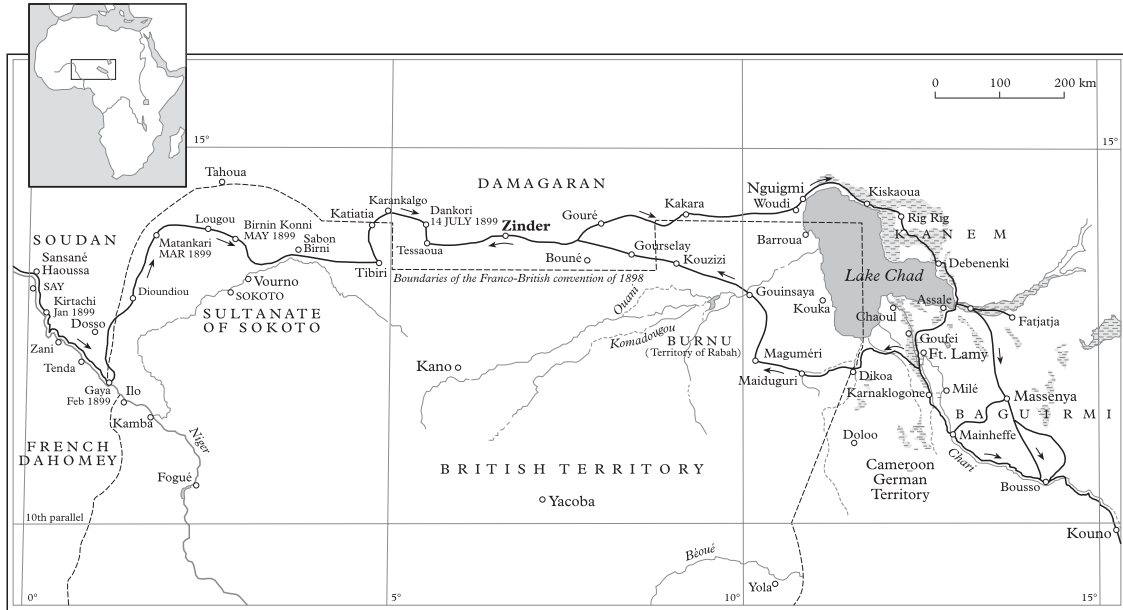 0 100 200 km
15°
15°
Tahoua
DAMAGARAN
Nguigmi
Woudi
Kiskaoua
Karankalgo
Kakara
Katiatia
Dankori
14 JULY 1899
Gouré
Zinder
Rig Rig
Lougou
Birnin Konni
MAY 1899
SOUDAN
Matankari
MAR 1899
Sabon
Birni
Tessaoua
Barroua
KANEM
Gourselay
Bouné
Kouzizi
Sansané
Haoussa
Debenenki
Tibiri
Boundaries of the Franco-British convention of 1898
Lake Chad
SAY
Vourno
SOKOTO
Dioundiou
Gouinsaya
Ouani
Kirtachi
Jan 1899
Assale
Kouka
SULTANATE
OF SOKOTO
Chaoul
Fatjatja
Dosso
Komadougou
BURNU
(Territory of Rabah)
Goufei
Zani
Ft. Lamy
Maguméri
Tenda
Kano
Maiduguri
Dikoa
Gaya
Feb 1899
Ilo
Milé
Karnaklogone
Massenya
BAGUIRMI
Kamba
Niger
Mainheffe
Doloo
FRENCH
DAHOMEY
Chari
BRITISH TERRITORY
Cameroon
German
Territory
Fogué
Bousso
Yacoba
10th parallel
Kouno
Béoué
Yola
0°
5°
10°
15°